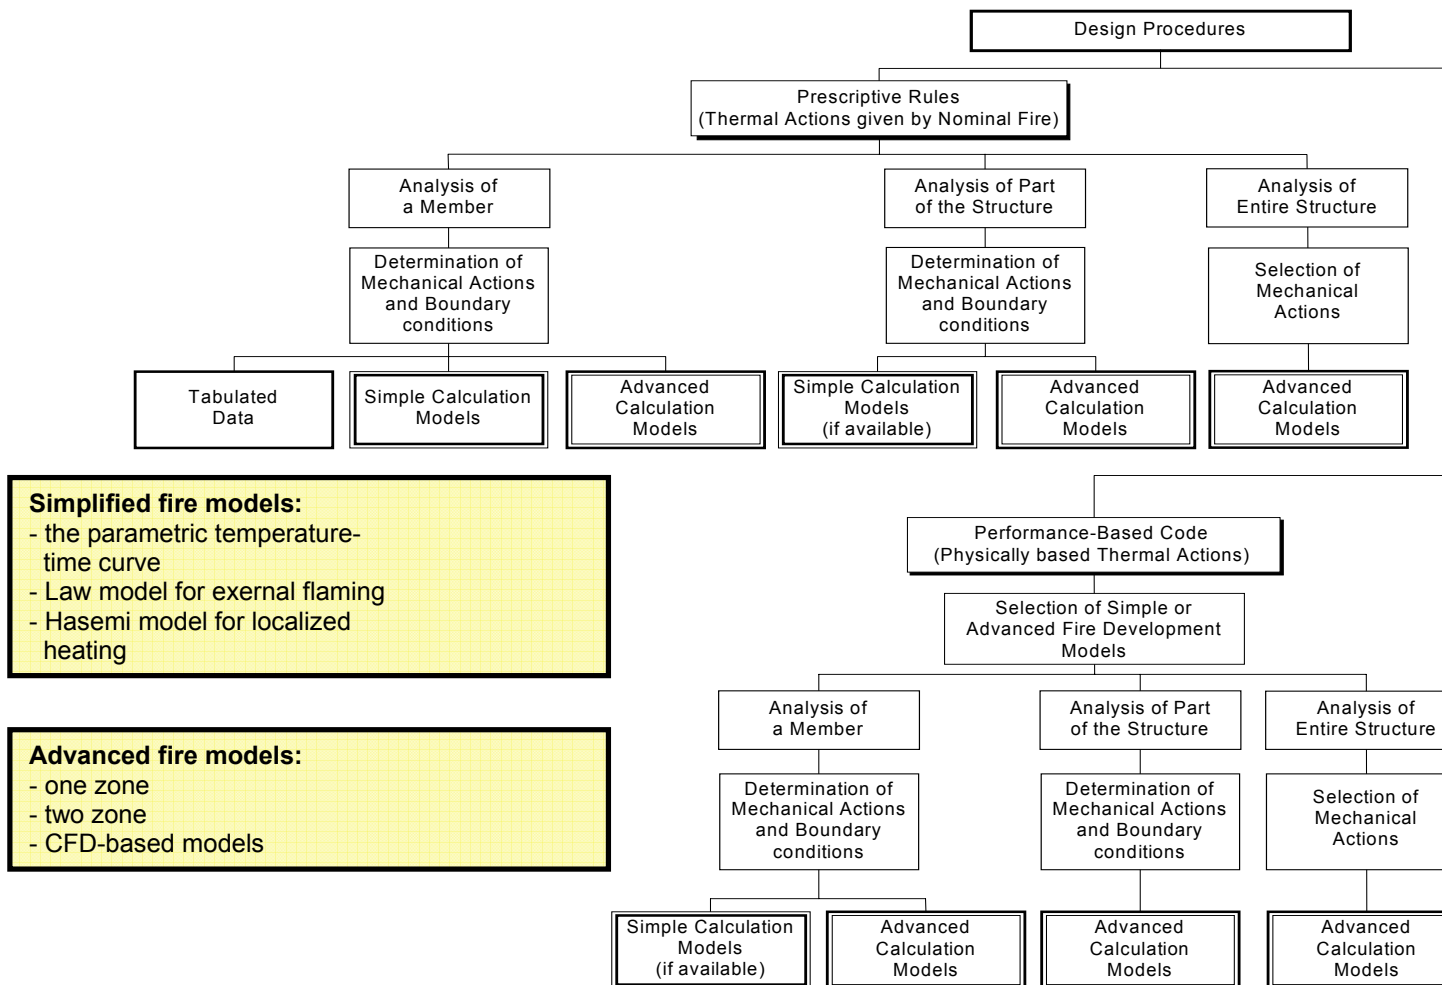 Design Procedures
Prescriptive Rules
(Thermal Actions given by Nominal Fire)
Analysis of
a Member
Analysis of Part
of the Structure
Analysis of
Entire Structure
Determination of
Mechanical Actions
and Boundary
conditions
Determination of
Mechanical Actions
and Boundary
conditions
Selection of
Mechanical
Actions
Tabulated
Data
Simple Calculation
Models
Advanced
Calculation
Models
Simple Calculation
Models
(if available)
Advanced
Calculation
Models
Advanced
Calculation
Models
Simplified fire models:
- the parametric temperature-
time curve
- Law model for exernal flaming
- Hasemi model for localized
heating
Advanced fire models:
- one zone
- two zone
- CFD-based models
Performance-Based Code
(Physically based Thermal Actions)
Selection of Simple or
Advanced Fire Development
Models
Analysis of
a Member
Analysis of Part
of the Structure
Analysis of
Entire Structure
Determination of
Mechanical Actions
and Boundary
conditions
Determination of
Mechanical Actions
and Boundary
conditions
Selection of
Mechanical
Actions
Simple Calculation
Models
(if available)
Advanced
Calculation
Models
Advanced
Calculation
Models
Advanced
Calculation
Models